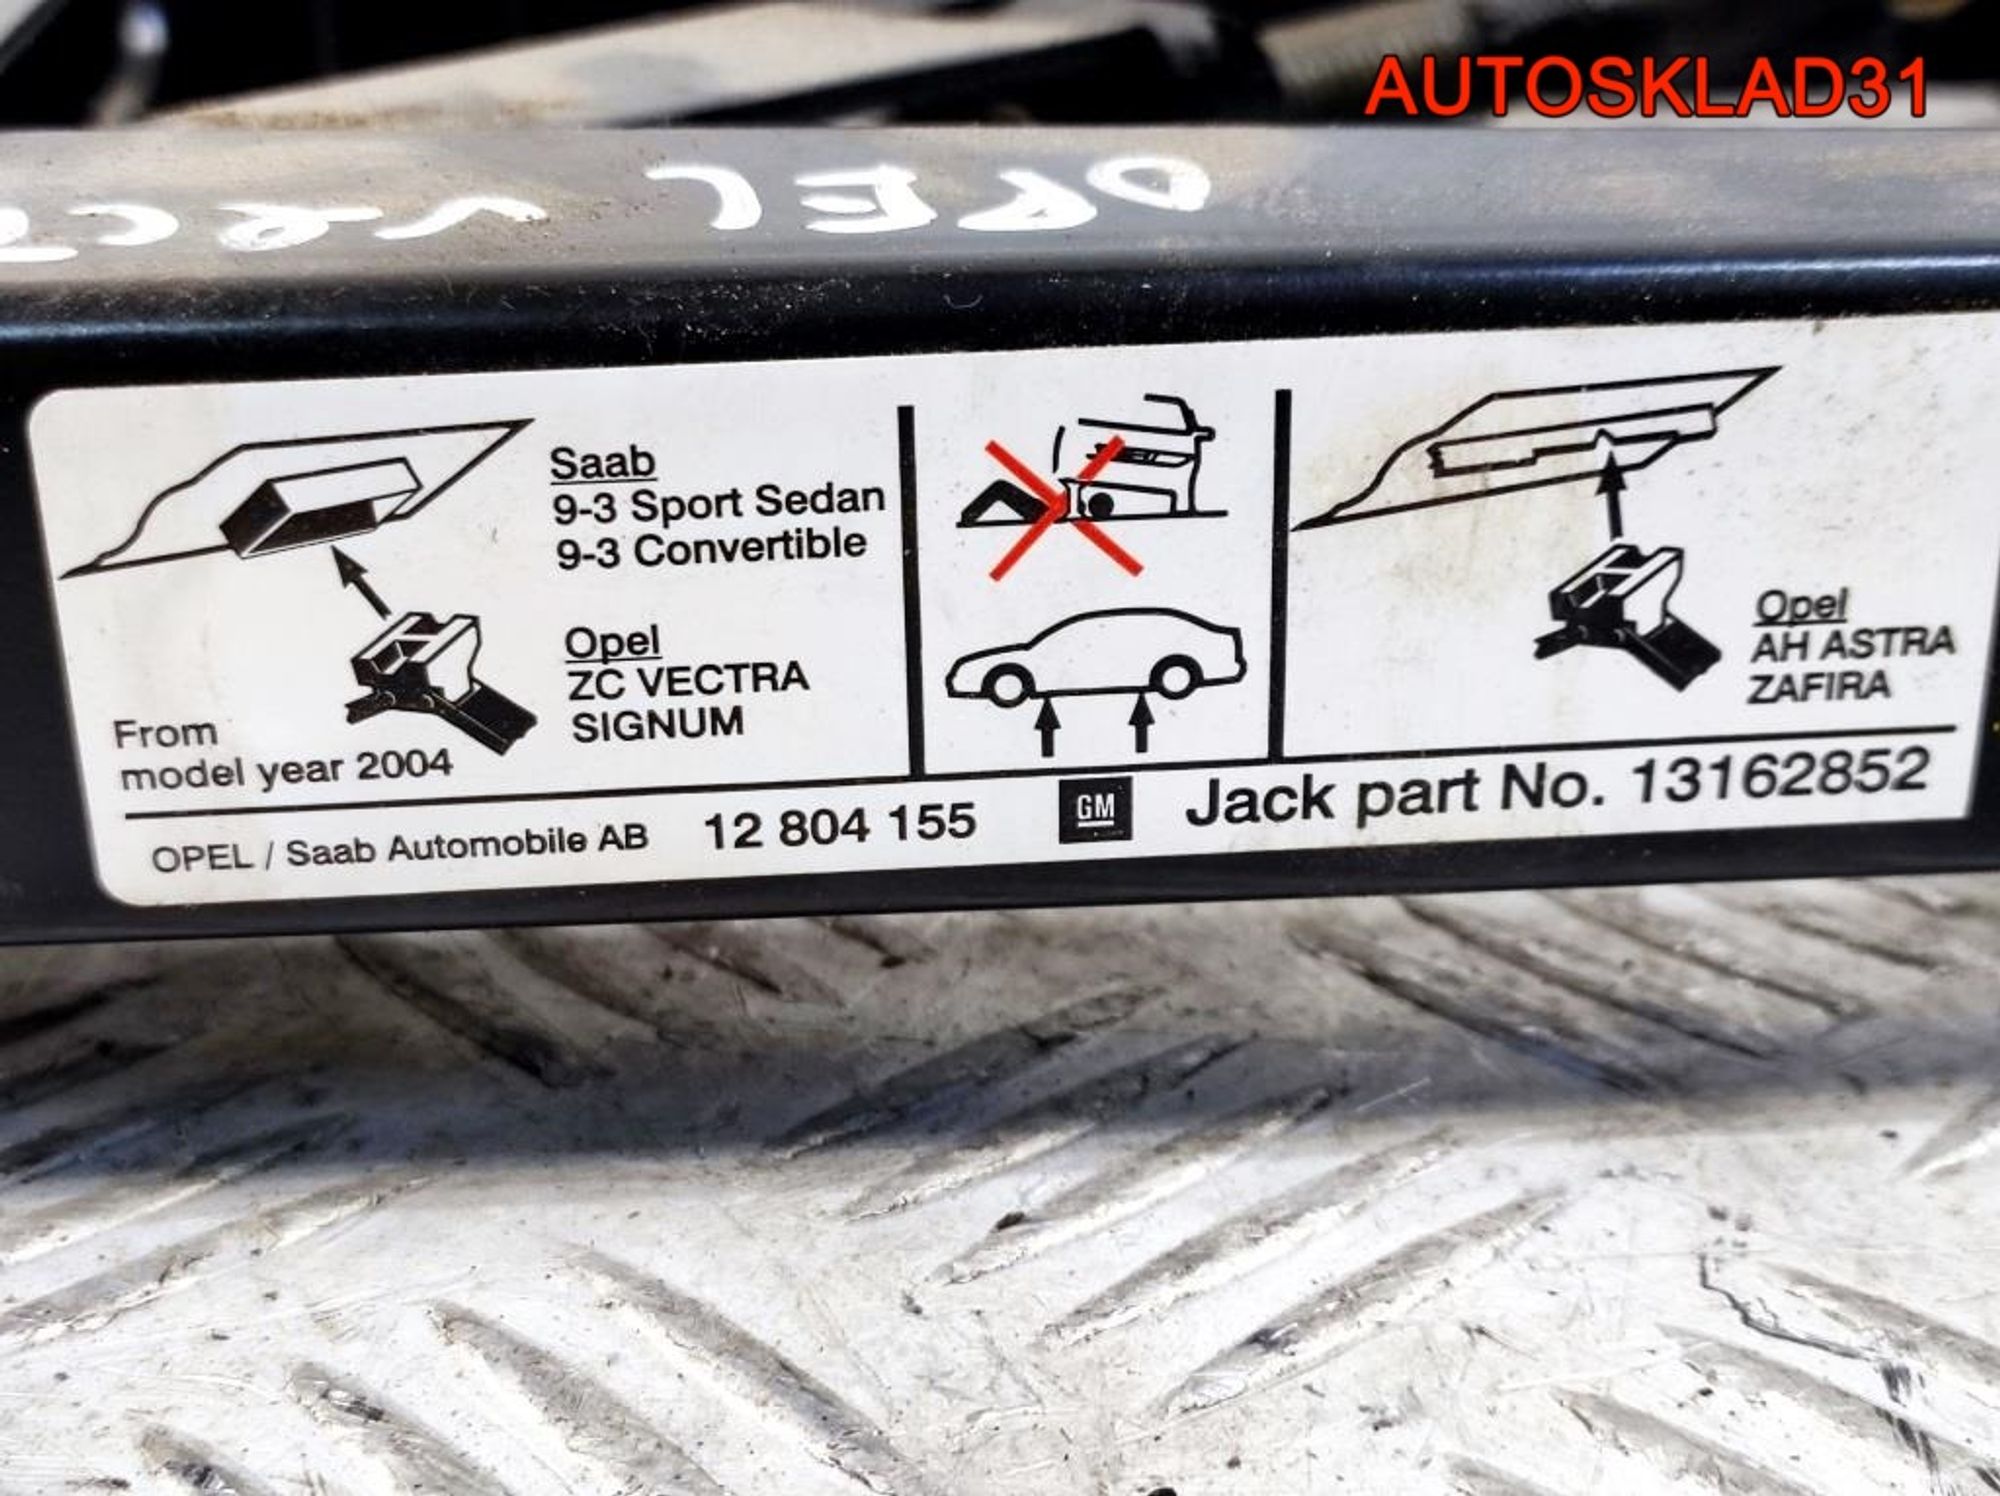 AUTOSKLAD31
OPEL
Saab
9-3 Sport Sedan
9-3 Convertible
Opel
ZC VECTRA
SIGNUM
From
model year 2004
Opel
AH ASTRA
ZAFIRA
OPEL / Saab Automobile AB 12 804 155 GM Jack part No. 13162852